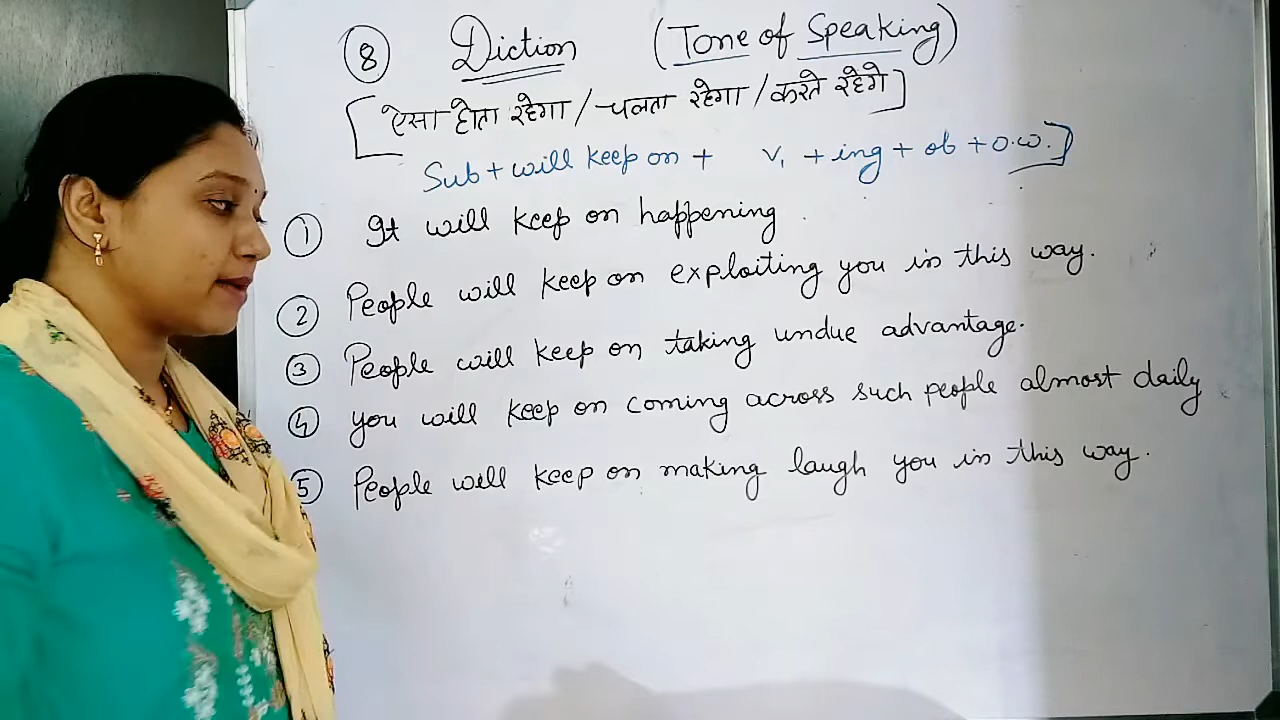 8 Diction (Tone of Speaking)
[ऐसा होता रहेगा / चलता रहेगा / करते रहेगे]
Sub + will keep on + V₁ + ing + ob + O.W.]
1 It will keep on happening.
2 People will keep on exploiting you in this way.
3 People will keep on taking undue advantage.
4 You will keep on coming across such people almost daily
5 People will keep on making laugh you in this way.